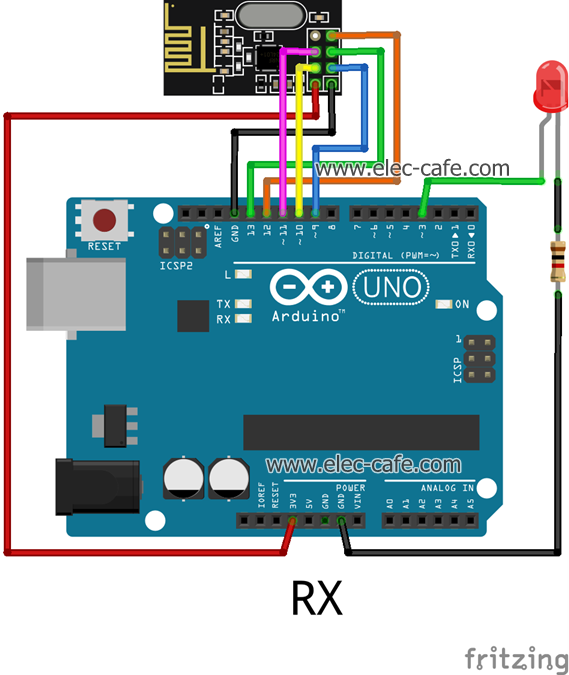 www.elec-cafe.com
RESET
ICSP2
AREF
GND
13
12
~11
~10
~9
8
7
~6
~5
4
~3
2
TX0▶1
RX0◀0
DIGITAL (PWM=~)
L
TX
RX
Arduino™
UNO
ON
1
ICSP
www.elec-cafe.com
POWER
ANALOG IN
IOREF
RESET
3V3
5V
GND
GND
VIN
A0
A1
A2
A3
A4
A5
RX
fritzing